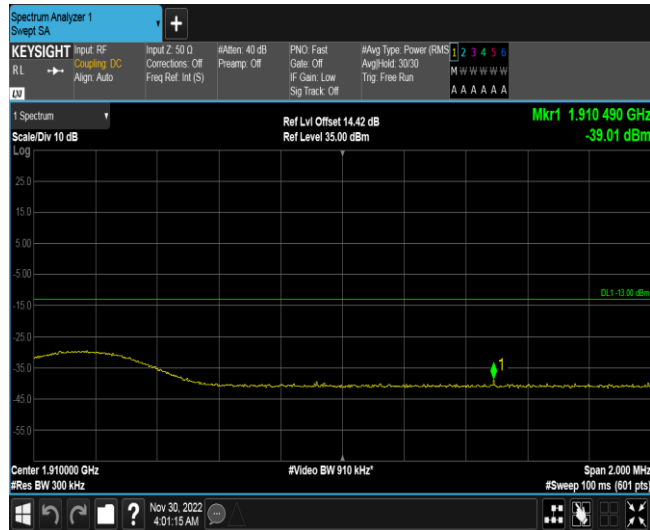 Spectrum Analyzer 1
Swept SA
KEYSIGHT Input: RF Input Z: 50 Ω #Atten: 40 dB PNO: Fast #Avg Type: Power (RMS 1 2 3 4 5 6
RL Coupling: DC Corrections: Off Preamp: Off Gate: Off Avg|Hold: 30/30 M W W W W W
Align: Auto Freq Ref: Int (S) IF Gain: Low Trig: Free Run
LXI Sig Track: Off A A A A A A
1 Spectrum Ref Lvl Offset 14.42 dB Mkr1 1.910 490 GHz
Scale/Div 10 dB Ref Level 35.00 dBm -39.01 dBm
Log
25.0
15.0
5.00
-5.00
DL1 -13.00 dBm
-15.0
-25.0
1
-35.0
-45.0
-55.0
Center 1.910000 GHz #Video BW 910 kHz* Span 2.000 MHz
#Res BW 300 kHz #Sweep 100 ms (601 pts)
? Nov 30, 2022
4:01:15 AM